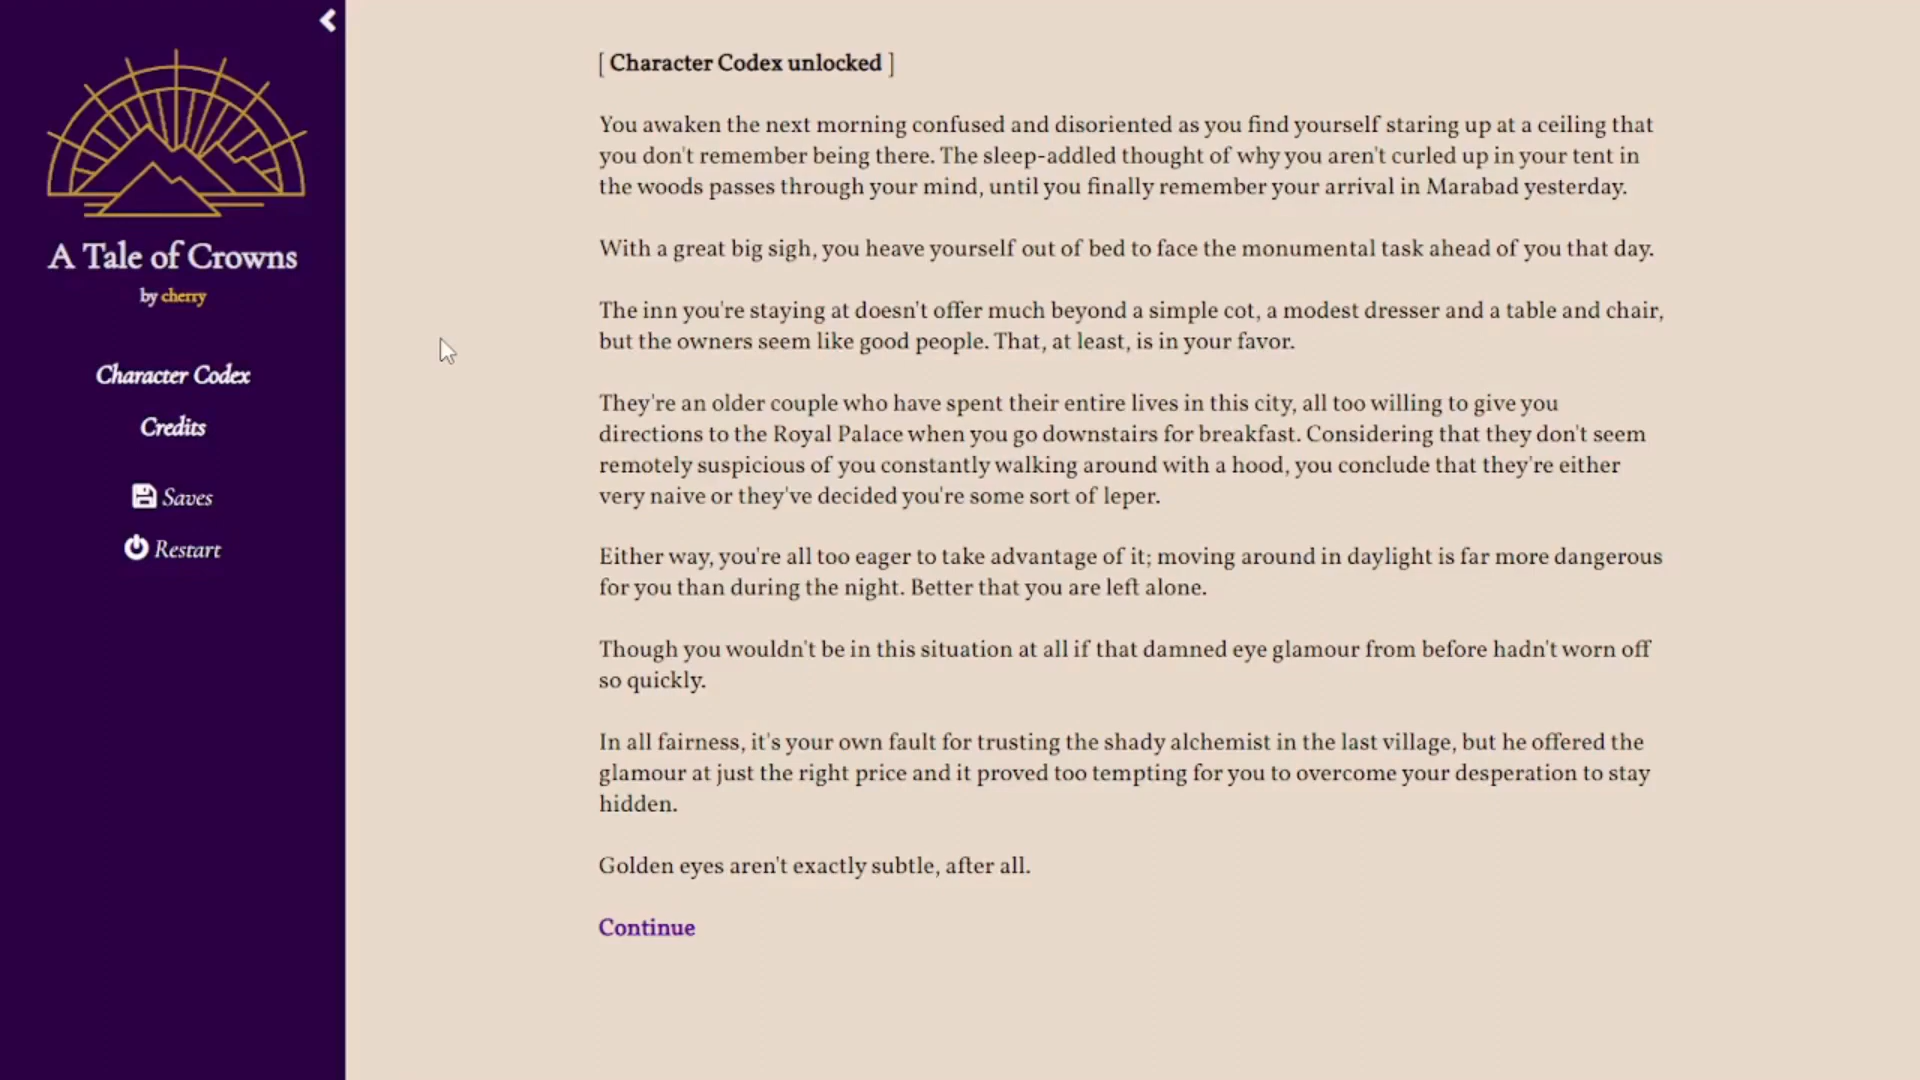 A Tale of Crowns
by cherry
Character Codex
Credits
Saves
Restart
[ Character Codex unlocked ]
You awaken the next morning confused and disoriented as you find yourself staring up at a ceiling that
you don't remember being there. The sleep-addled thought of why you aren't curled up in your tent in
the woods passes through your mind, until you finally remember your arrival in Marabad yesterday.
With a great big sigh, you heave yourself out of bed to face the monumental task ahead of you that day.
The inn you're staying at doesn't offer much beyond a simple cot, a modest dresser and a table and chair,
but the owners seem like good people. That, at least, is in your favor.
They're an older couple who have spent their entire lives in this city, all too willing to give you
directions to the Royal Palace when you go downstairs for breakfast. Considering that they don't seem
remotely suspicious of you constantly walking around with a hood, you conclude that they're either
very naive or they've decided you're some sort of leper.
Either way, you're all too eager to take advantage of it; moving around in daylight is far more dangerous
for you than during the night. Better that you are left alone.
Though you wouldn't be in this situation at all if that damned eye glamour from before hadn't worn off
so quickly.
In all fairness, it's your own fault for trusting the shady alchemist in the last village, but he offered the
glamour at just the right price and it proved too tempting for you to overcome your desperation to stay
hidden.
Golden eyes aren't exactly subtle, after all.
Continue